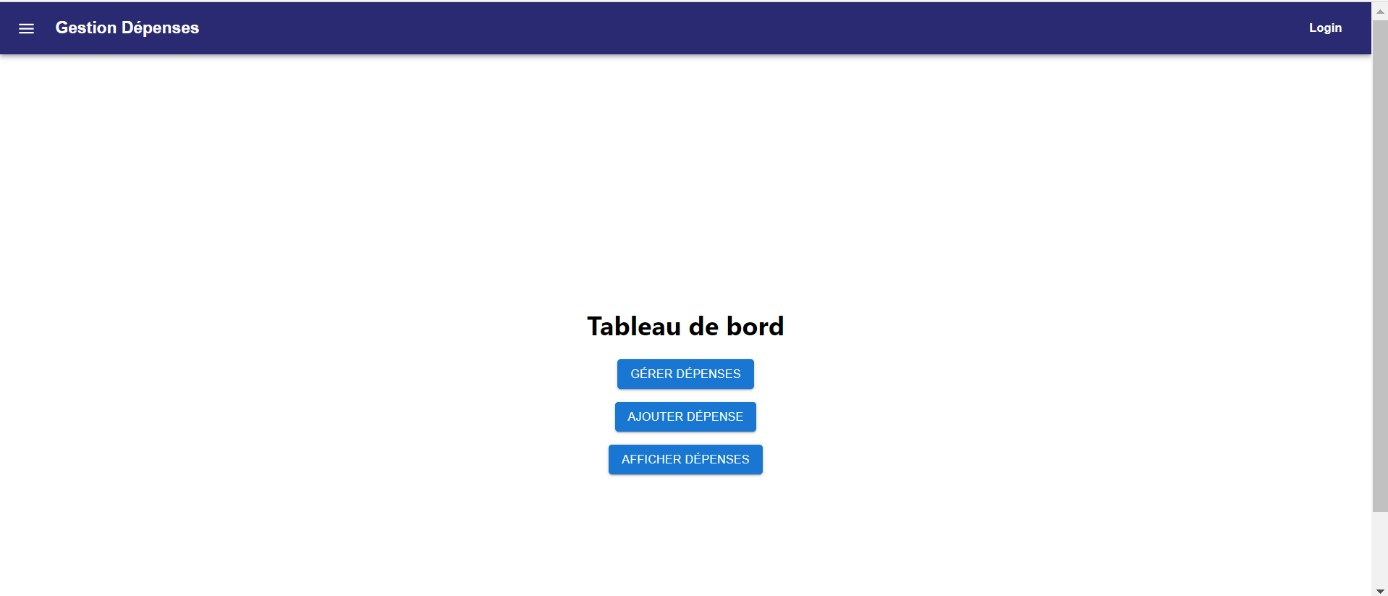 Gestion Dépenses
Login
Tableau de bord
GÉRER DÉPENSES
AJOUTER DÉPENSE
AFFICHER DÉPENSES